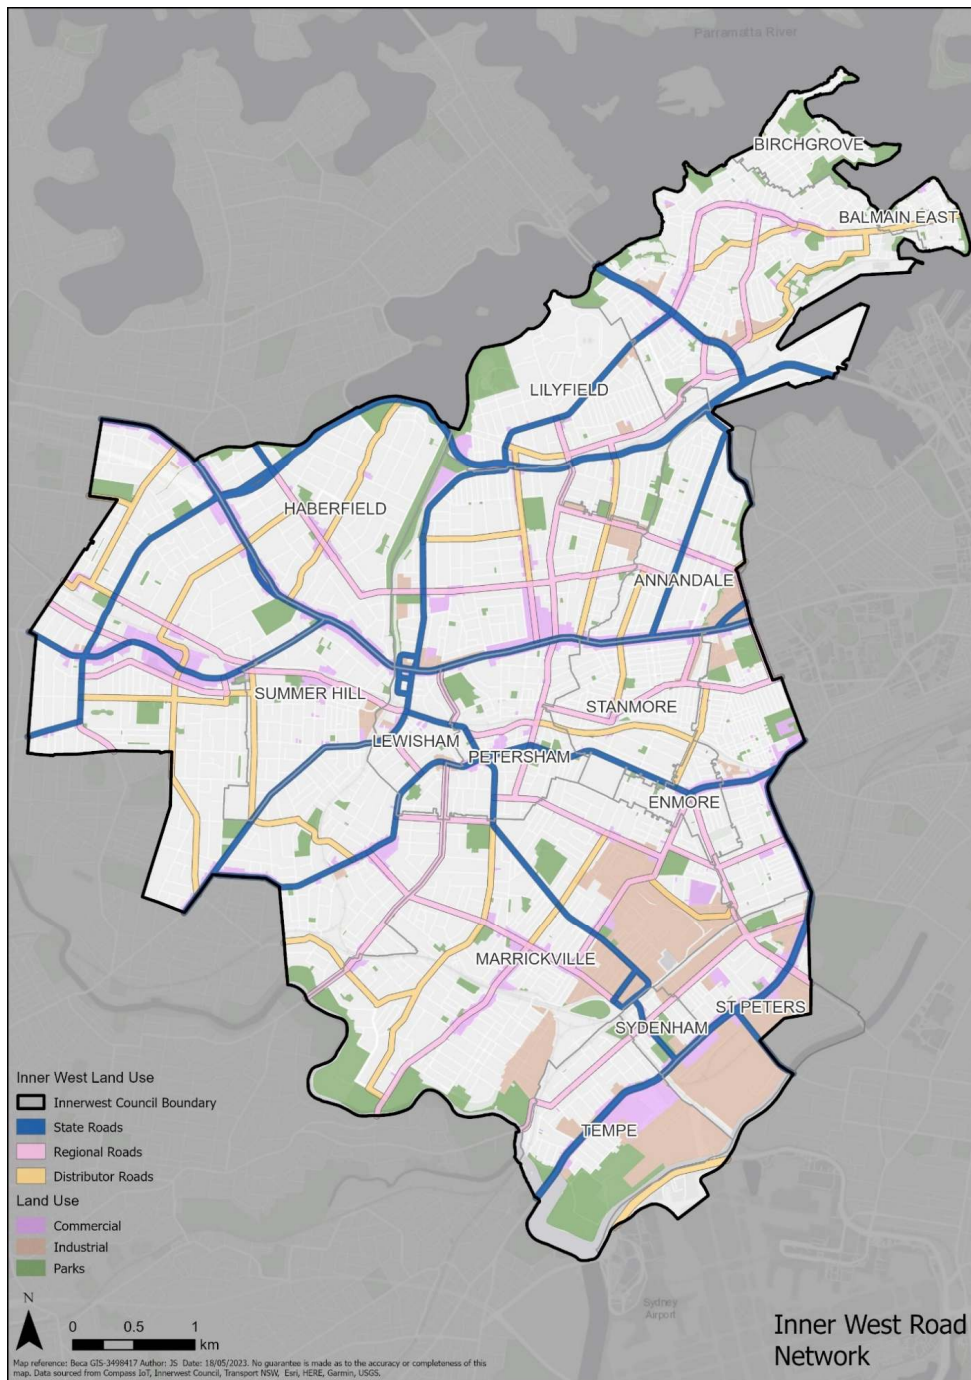 Parramatta River
BIRCHGROVE
BALMAIN EAST
LILYFIELD
HABERFIELD
ANNANDALE
SUMMER HILL
STANMORE
LEWISHAM
PETERSHAM
ENMORE
MARRICKVILLE
ST PETERS
SYDENHAM
TEMPE
Inner West Land Use
Innerwest Council Boundary
State Roads
Regional Roads
Distributor Roads
Land Use
Commercial
Industrial
Parks
N
0 0.5 1
km
Sydney
Airport
Inner West Road
Network
Map reference: Beca GIS-3498417 Author: JS Date: 18/05/2023. No guarantee is made as to the accuracy or completeness of this
map. Data sourced from Compass IoT, Innerwest Council, Transport NSW, Esri, HERE, Garmin, USGS.